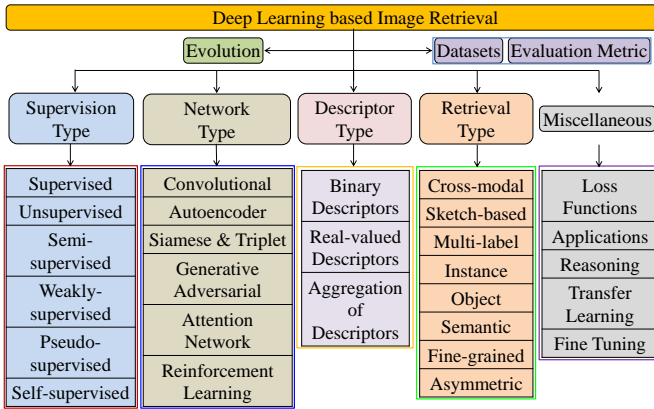 Deep Learning based Image Retrieval
Evolution
Datasets
Evaluation Metric
Supervision
Type
Network
Type
Descriptor
Type
Retrieval
Type
Miscellaneous
Supervised
Unsupervised
Semi-
supervised
Weakly-
supervised
Pseudo-
supervised
Self-supervised
Convolutional
Autoencoder
Siamese & Triplet
Generative
Adversarial
Attention
Network
Reinforcement
Learning
Binary
Descriptors
Real-valued
Descriptors
Aggregation
of
Descriptors
Cross-modal
Sketch-based
Multi-label
Instance
Object
Semantic
Fine-grained
Asymmetric
Loss
Functions
Applications
Reasoning
Transfer
Learning
Fine Tuning